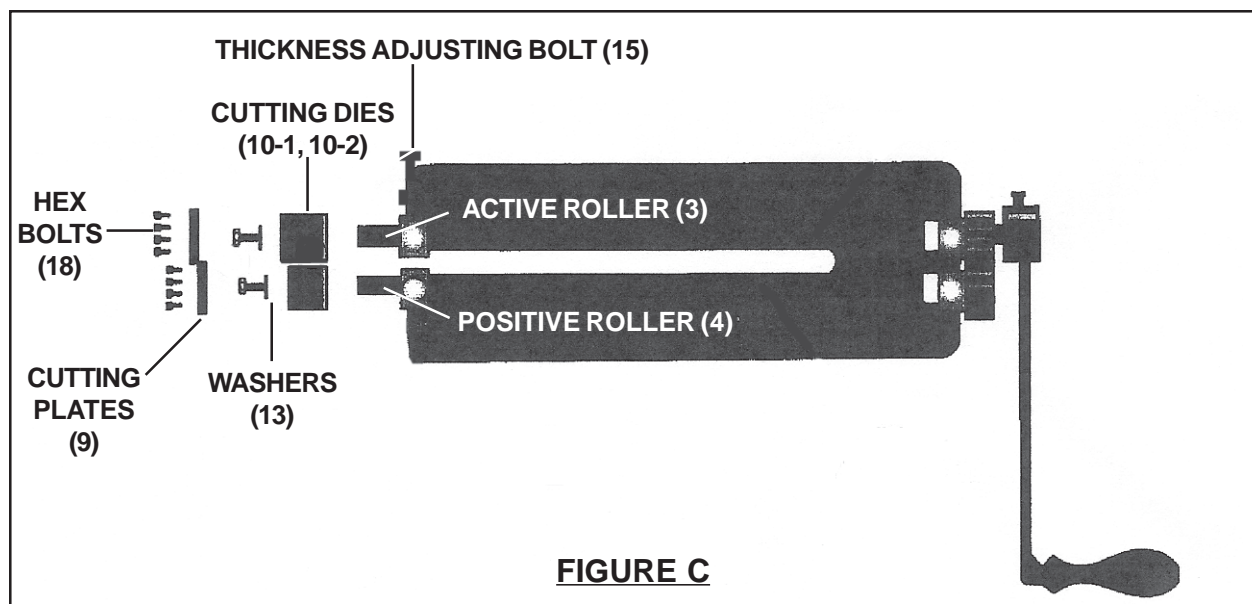 THICKNESS ADJUSTING BOLT (15)
CUTTING DIES
(10-1, 10-2)
HEX
BOLTS
(18)
ACTIVE ROLLER (3)
POSITIVE ROLLER (4)
CUTTING
PLATES
(9)
WASHERS
(13)
FIGURE C